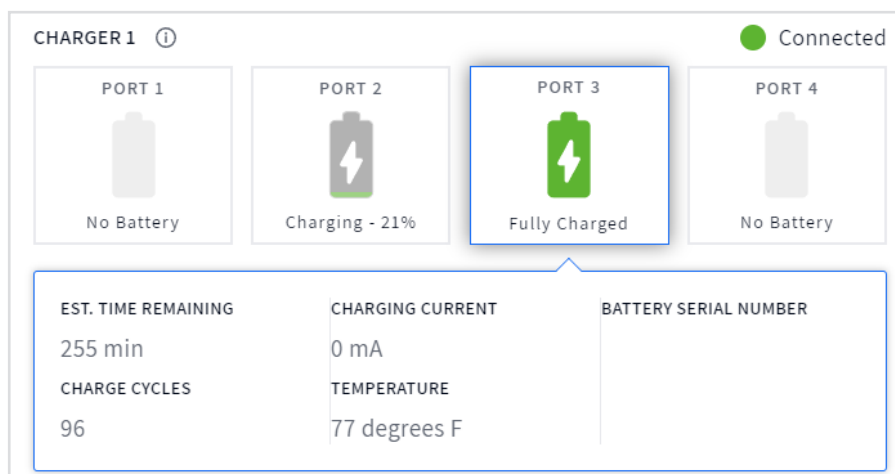 CHARGER 1
Connected
PORT 1
PORT 2
PORT 3
PORT 4
No Battery
Charging - 21%
Fully Charged
No Battery
EST. TIME REMAINING
CHARGING CURRENT
BATTERY SERIAL NUMBER
255 min
0 mA
CHARGE CYCLES
TEMPERATURE
96
77 degrees F